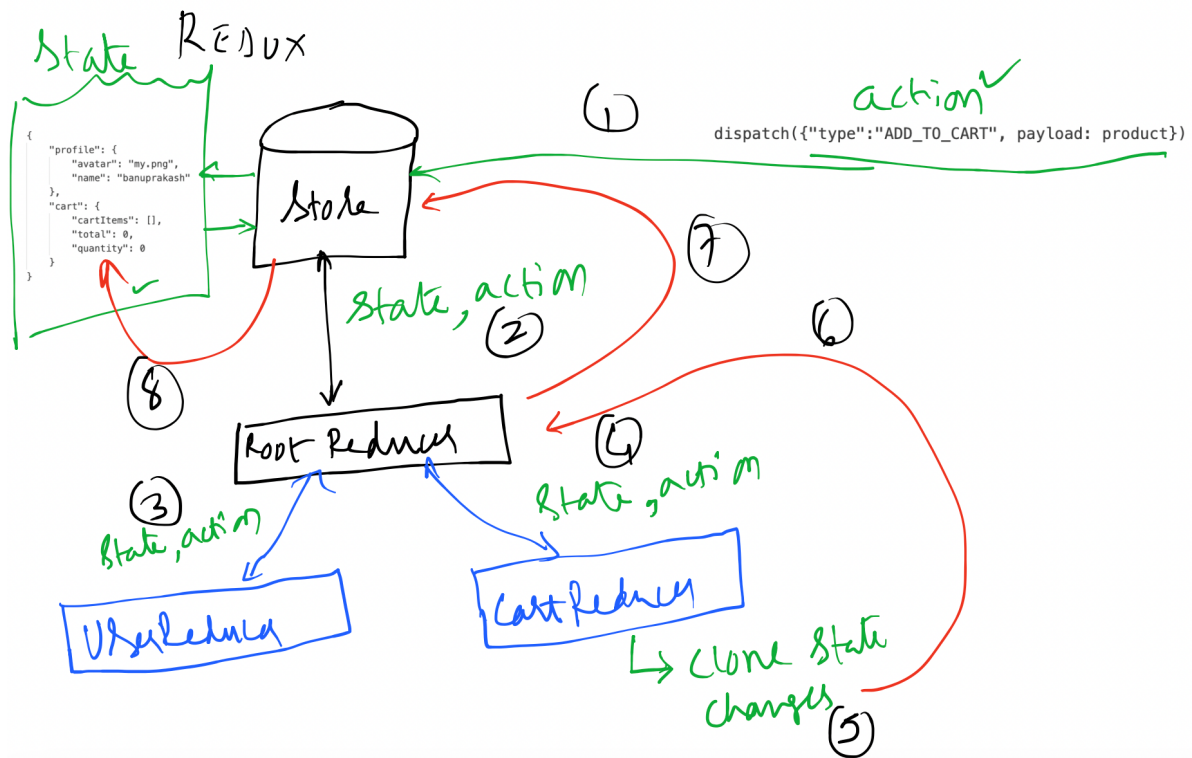 REDUX
State
{
"profile": {
"avatar": "my.png",
"name": "banuprakash"
},
"cart": {
"cartItems": [],
"total": 0,
"quantity": 0
}
}
Store
1
action
dispatch({"type":"ADD_TO_CART", payload: product})
7
State, action
2
6
8
Root Reducer
4
State, action
3
State, action
UserReducer
CartReducer
clone State
changes
5